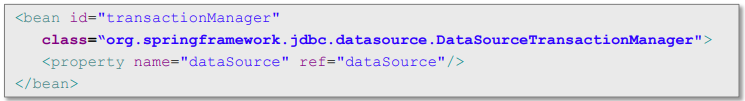 <bean id="transactionManager"
class=“org.springframework.jdbc.datasource.DataSourceTransactionManager">
<property name="dataSource" ref="dataSource"/>
</bean>